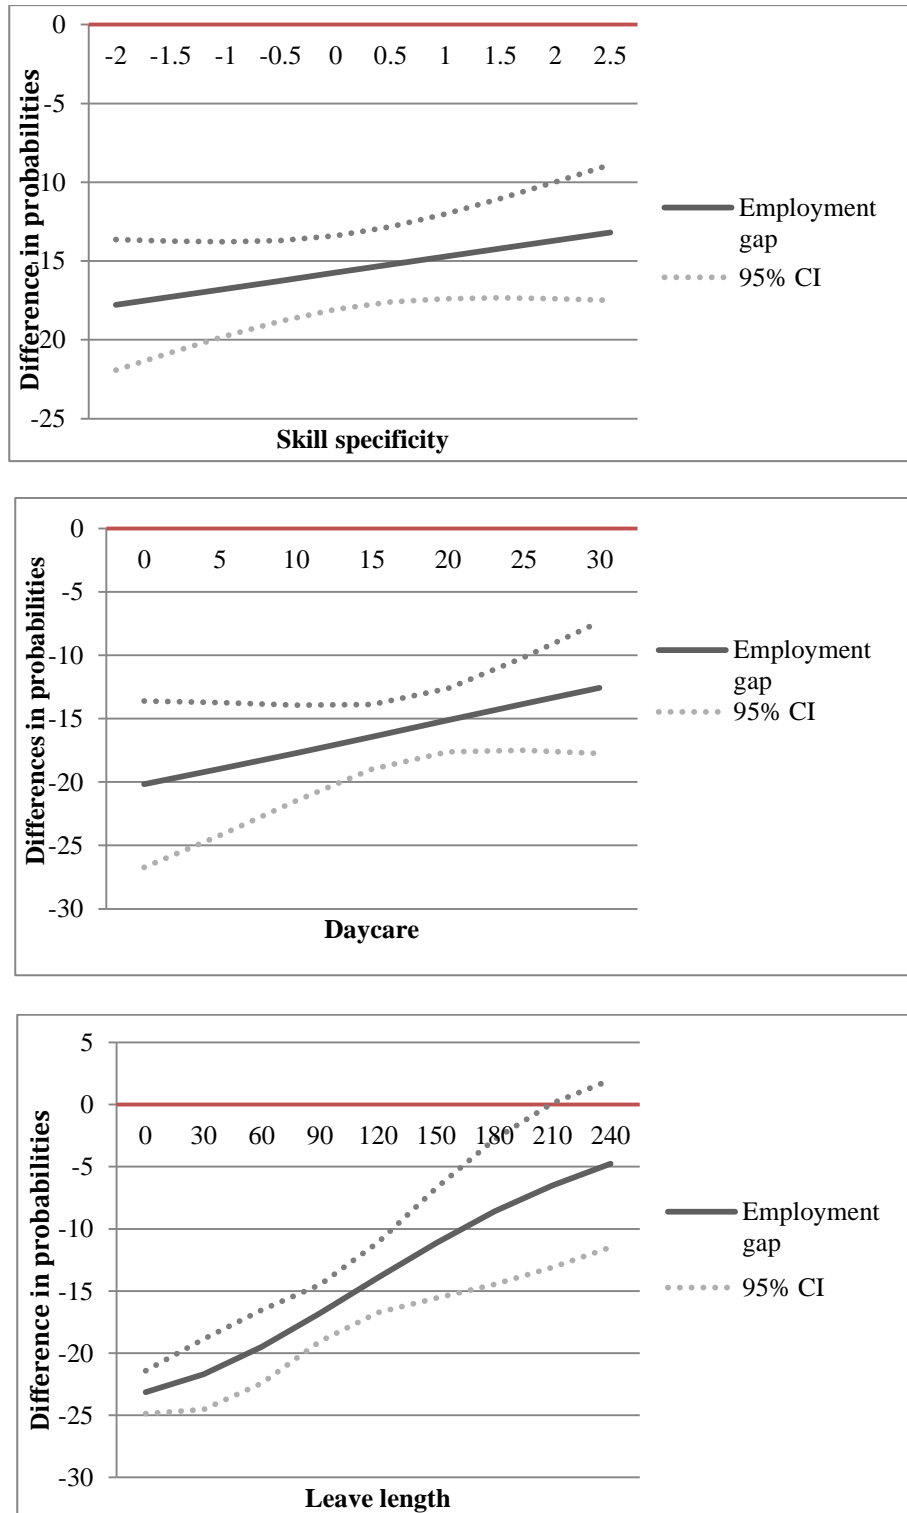 0
-2 -1.5 -1 -0.5 0 0.5 1 1.5 2 2.5
-5
-10
-15
-20
-25
Difference in probabilities
Skill specificity
Employment
gap
95% CI
0
0 5 10 15 20 25 30
-5
-10
-15
-20
-25
-30
Differences in probabilities
Daycare
Employment
gap
95% CI
5
0
0 30 60 90 120 150 180 210 240
-5
-10
-15
-20
-25
-30
Difference in probabilities
Leave length
Employment
gap
95% CI